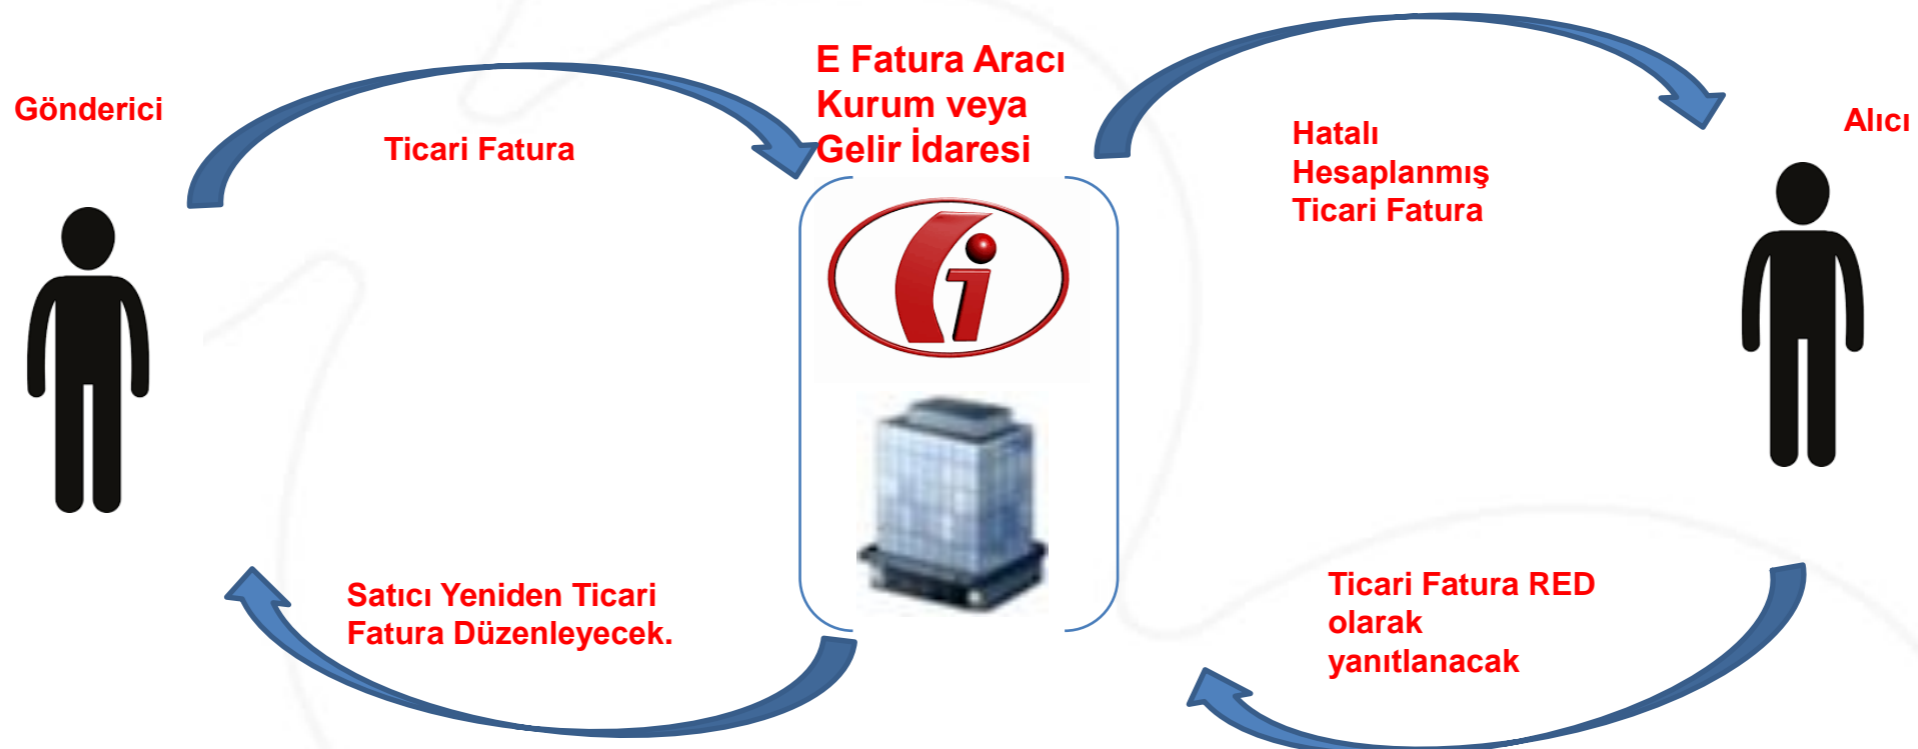 Gönderici
Ticari Fatura
E Fatura Aracı
Kurum veya
Gelir İdaresi
Hatalı
Hesaplanmış
Ticari Fatura
Alıcı
Satıcı Yeniden Ticari
Fatura Düzenleyecek.
Ticari Fatura RED
olarak
yanıtlanacak